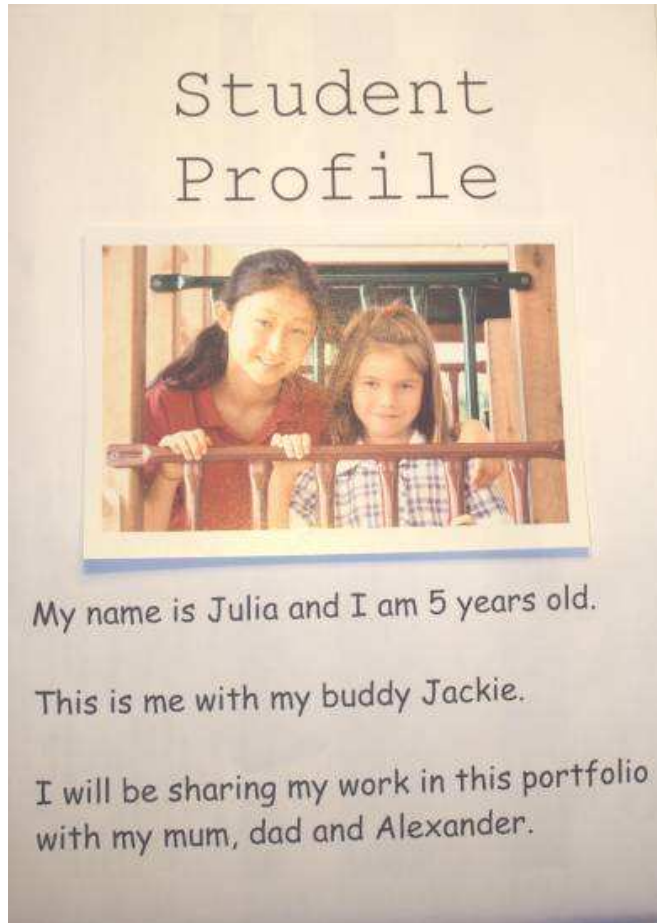 Student
Profile
My name is Julia and I am 5 years old.
This is me with my buddy Jackie.
I will be sharing my work in this portfolio
with my mum, dad and Alexander.